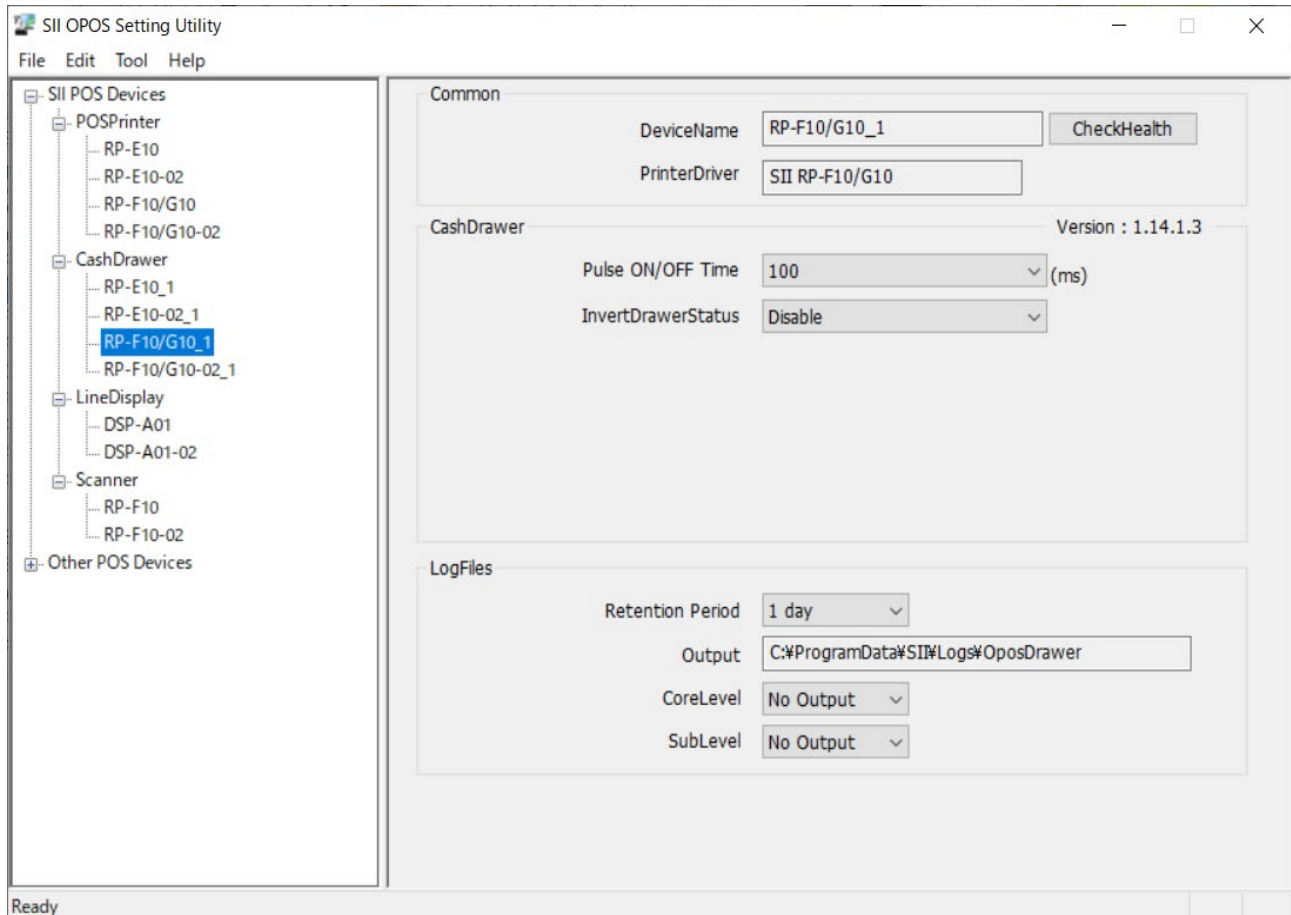 SII OPOS Setting Utility
File Edit Tool Help
SII POS Devices
POSPrinter
RP-E10
RP-E10-02
RP-F10/G10
RP-F10/G10-02
CashDrawer
RP-E10_1
RP-E10-02_1
RP-F10/G10_1
RP-F10/G10-02_1
LineDisplay
DSP-A01
DSP-A01-02
Scanner
RP-F10
RP-F10-02
Other POS Devices
Common
DeviceName RP-F10/G10_1 CheckHealth
PrinterDriver SII RP-F10/G10
CashDrawer Version : 1.14.1.3
Pulse ON/OFF Time 100 (ms)
InvertDrawerStatus Disable
LogFiles
Retention Period 1 day
Output C:¥ProgramData¥SII¥Logs¥OposDrawer
CoreLevel No Output
SubLevel No Output
Ready